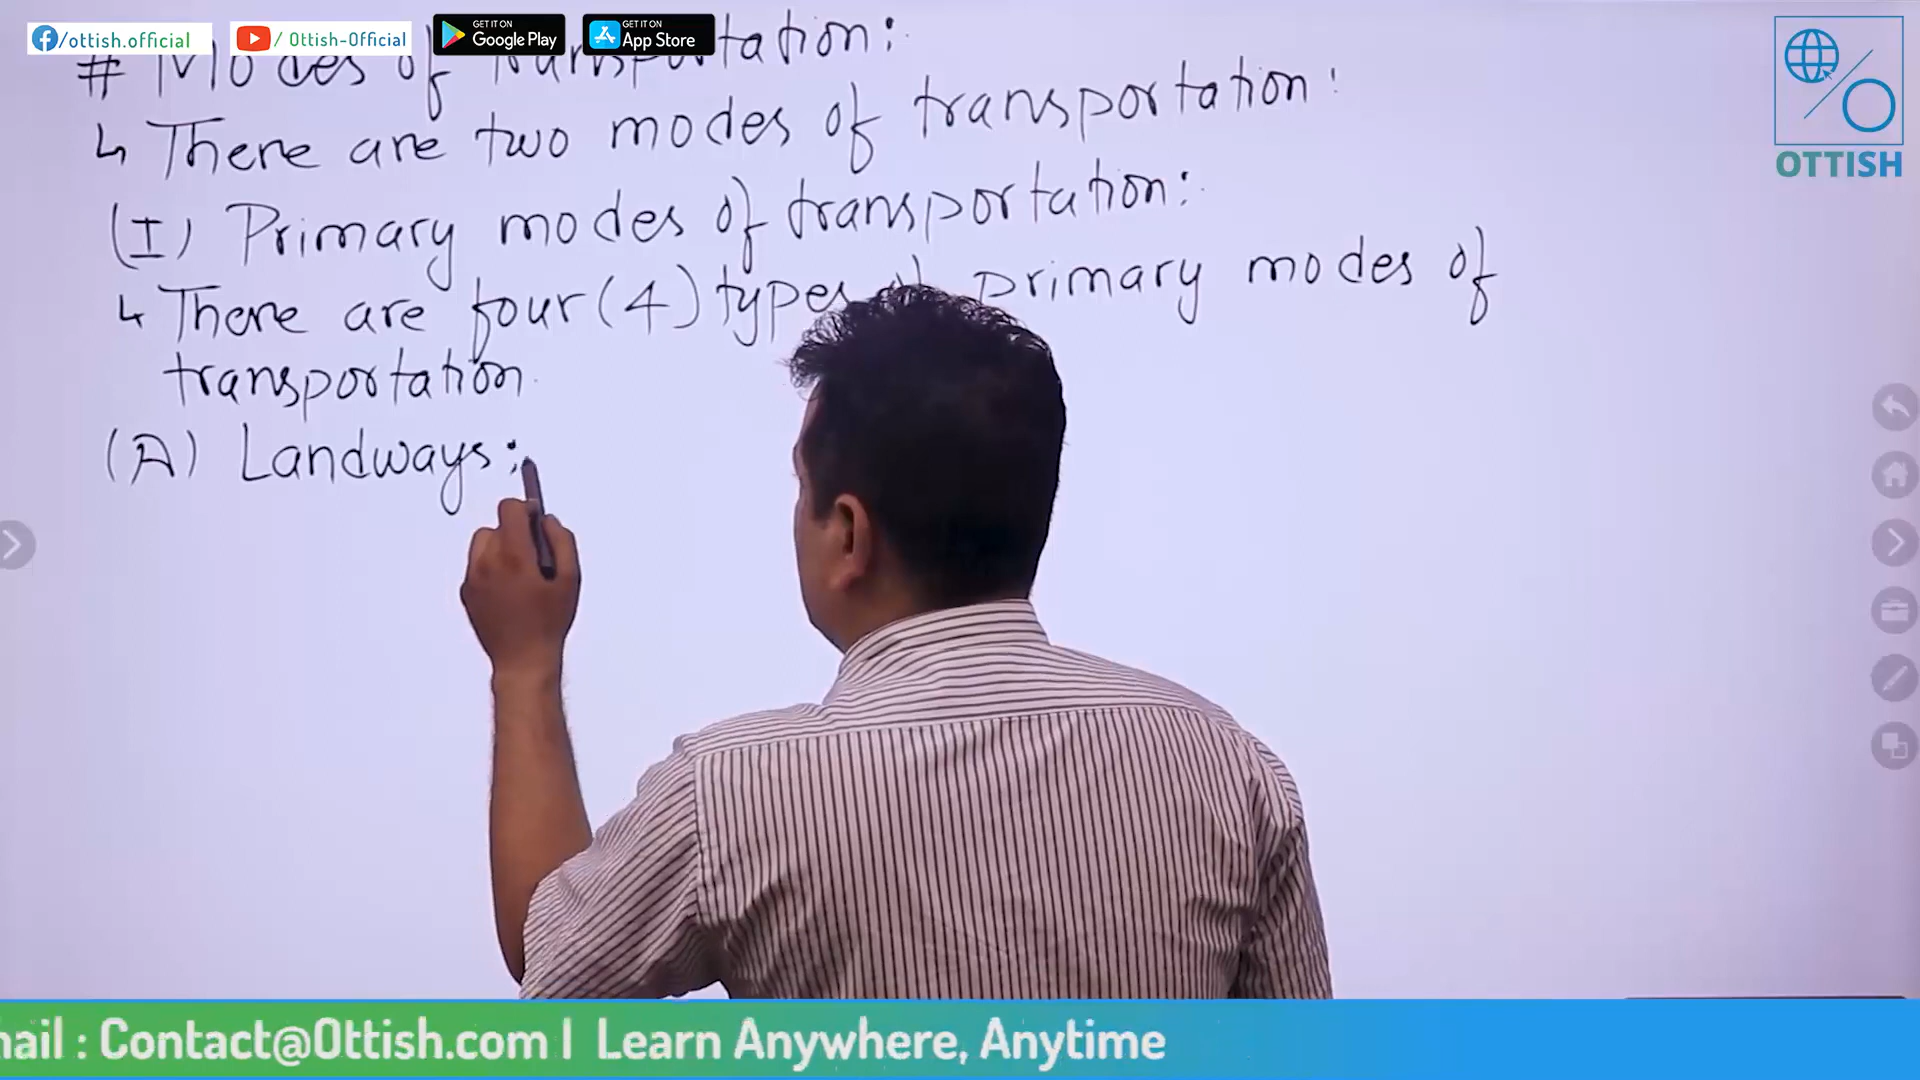 /ottish.official
/ Ottish-Official
GET IT ON
Google Play
GET IT ON
App Store
OTTISH
# Modes of transportation:
↳ There are two modes of transportation:
(I) Primary modes of transportation:
↳ There are four (4) types primary modes of
transportation
(A) Landways:
: Contact@Ottish.com | Learn Anywhere, Anytime